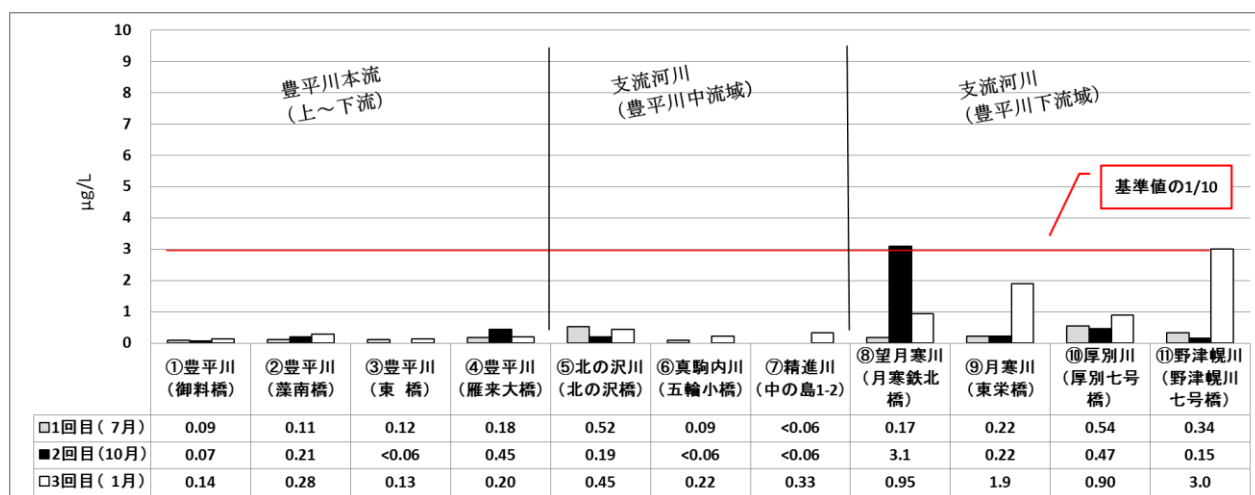 10
9
8
7
6
5
4
3
2
1
0
μg/L
豊平川本流
(上～下流)
支流河川
(豊平川中流域)
支流河川
(豊平川下流域)
基準値の1/10
①豊平川
(御料橋)
②豊平川
(藻南橋)
③豊平川
(東 橋)
④豊平川
(雁来大橋)
⑤北の沢川
(北の沢橋)
⑥真駒内川
(五輪小橋)
⑦精進川
(中の島1-2)
⑧望月寒川
(月寒鉄北
橋)
⑨月寒川
(東栄橋)
⑩厚別川
(厚別七号
橋)
⑪野津幌川
(野津幌川
七号橋)
1回目( 7月) 0.09 0.11 0.12 0.18 0.52 0.09 <0.06 0.17 0.22 0.54 0.34
2回目(10月) 0.07 0.21 <0.06 0.45 0.19 <0.06 <0.06 3.1 0.22 0.47 0.15
3回目( 1月) 0.14 0.28 0.13 0.20 0.45 0.22 0.33 0.95 1.9 0.90 3.0